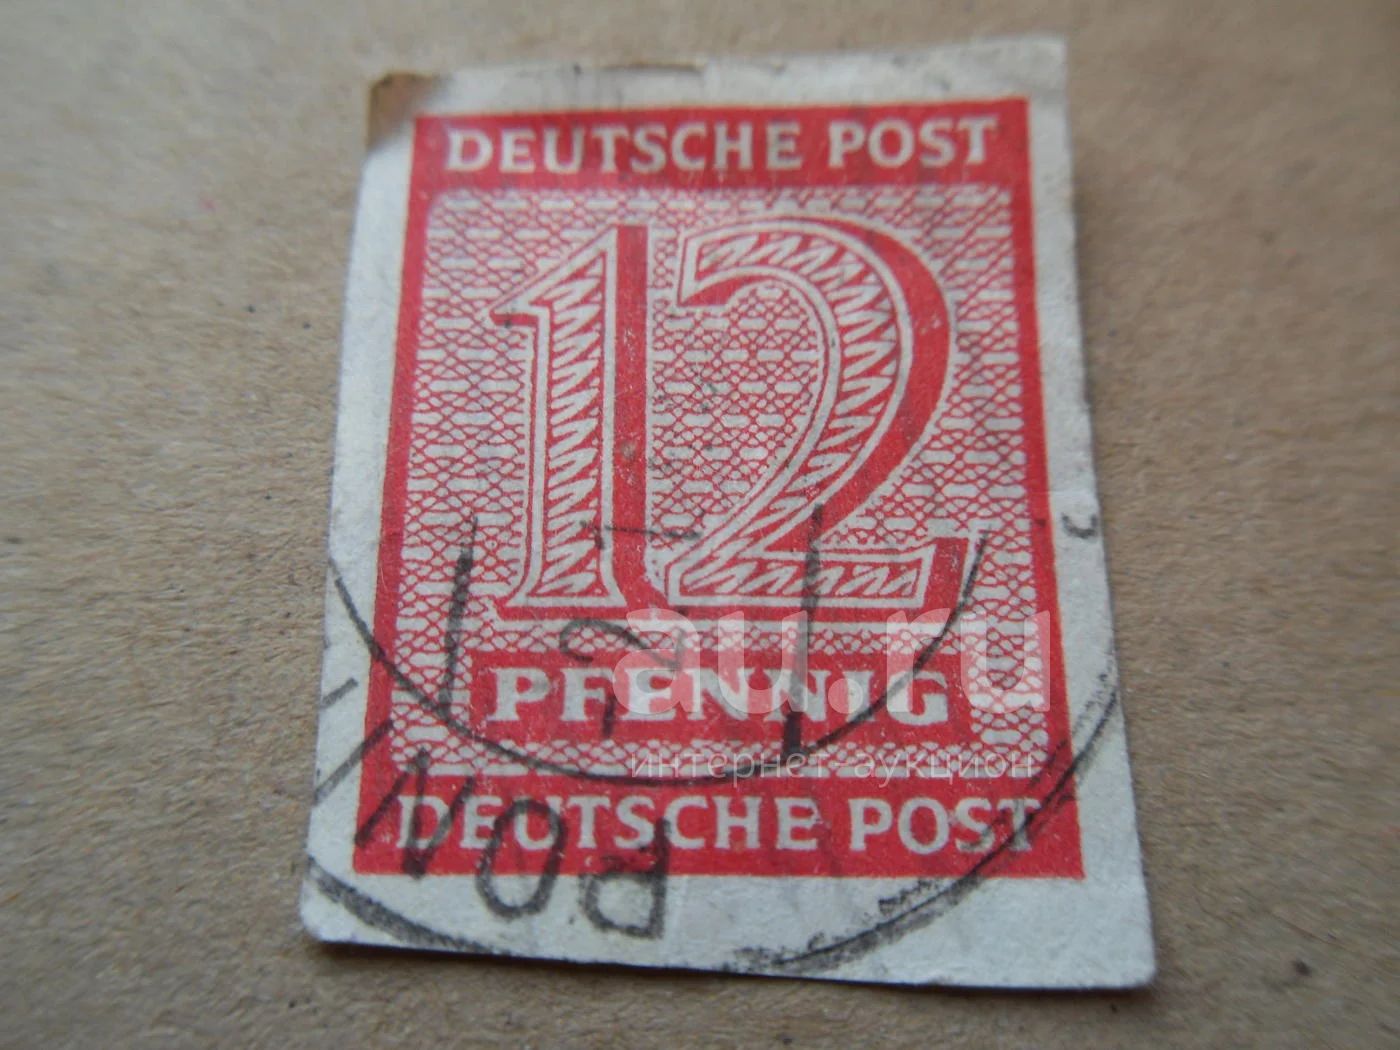 DEUTSCHE POST
12
PFENNIG
DEUTSCHE POST
au.ru
интернет-аукцион